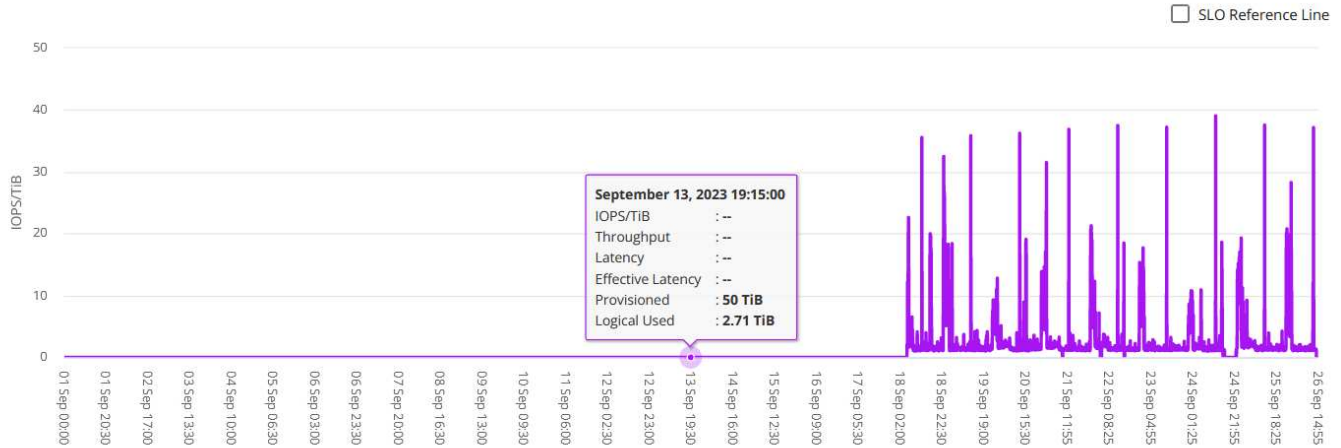 SLO Reference Line
50
40
30
20
10
0
IOPS/TiB
September 13, 2023 19:15:00
IOPS/TiB : --
Throughput : --
Latency : --
Effective Latency : --
Provisioned : 50 TiB
Logical Used : 2.71 TiB
01 Sep 00:00
01 Sep 20:30
02 Sep 17:00
03 Sep 13:30
04 Sep 10:00
05 Sep 06:30
06 Sep 03:00
06 Sep 23:30
07 Sep 20:00
08 Sep 16:30
09 Sep 13:00
10 Sep 09:30
11 Sep 06:00
12 Sep 02:30
12 Sep 23:00
13 Sep 19:30
14 Sep 16:00
15 Sep 12:30
16 Sep 09:00
17 Sep 05:30
18 Sep 02:00
18 Sep 22:30
19 Sep 19:00
20 Sep 15:30
21 Sep 11:55
22 Sep 08:25
23 Sep 04:55
24 Sep 01:25
24 Sep 21:55
25 Sep 18:25
26 Sep 14:55